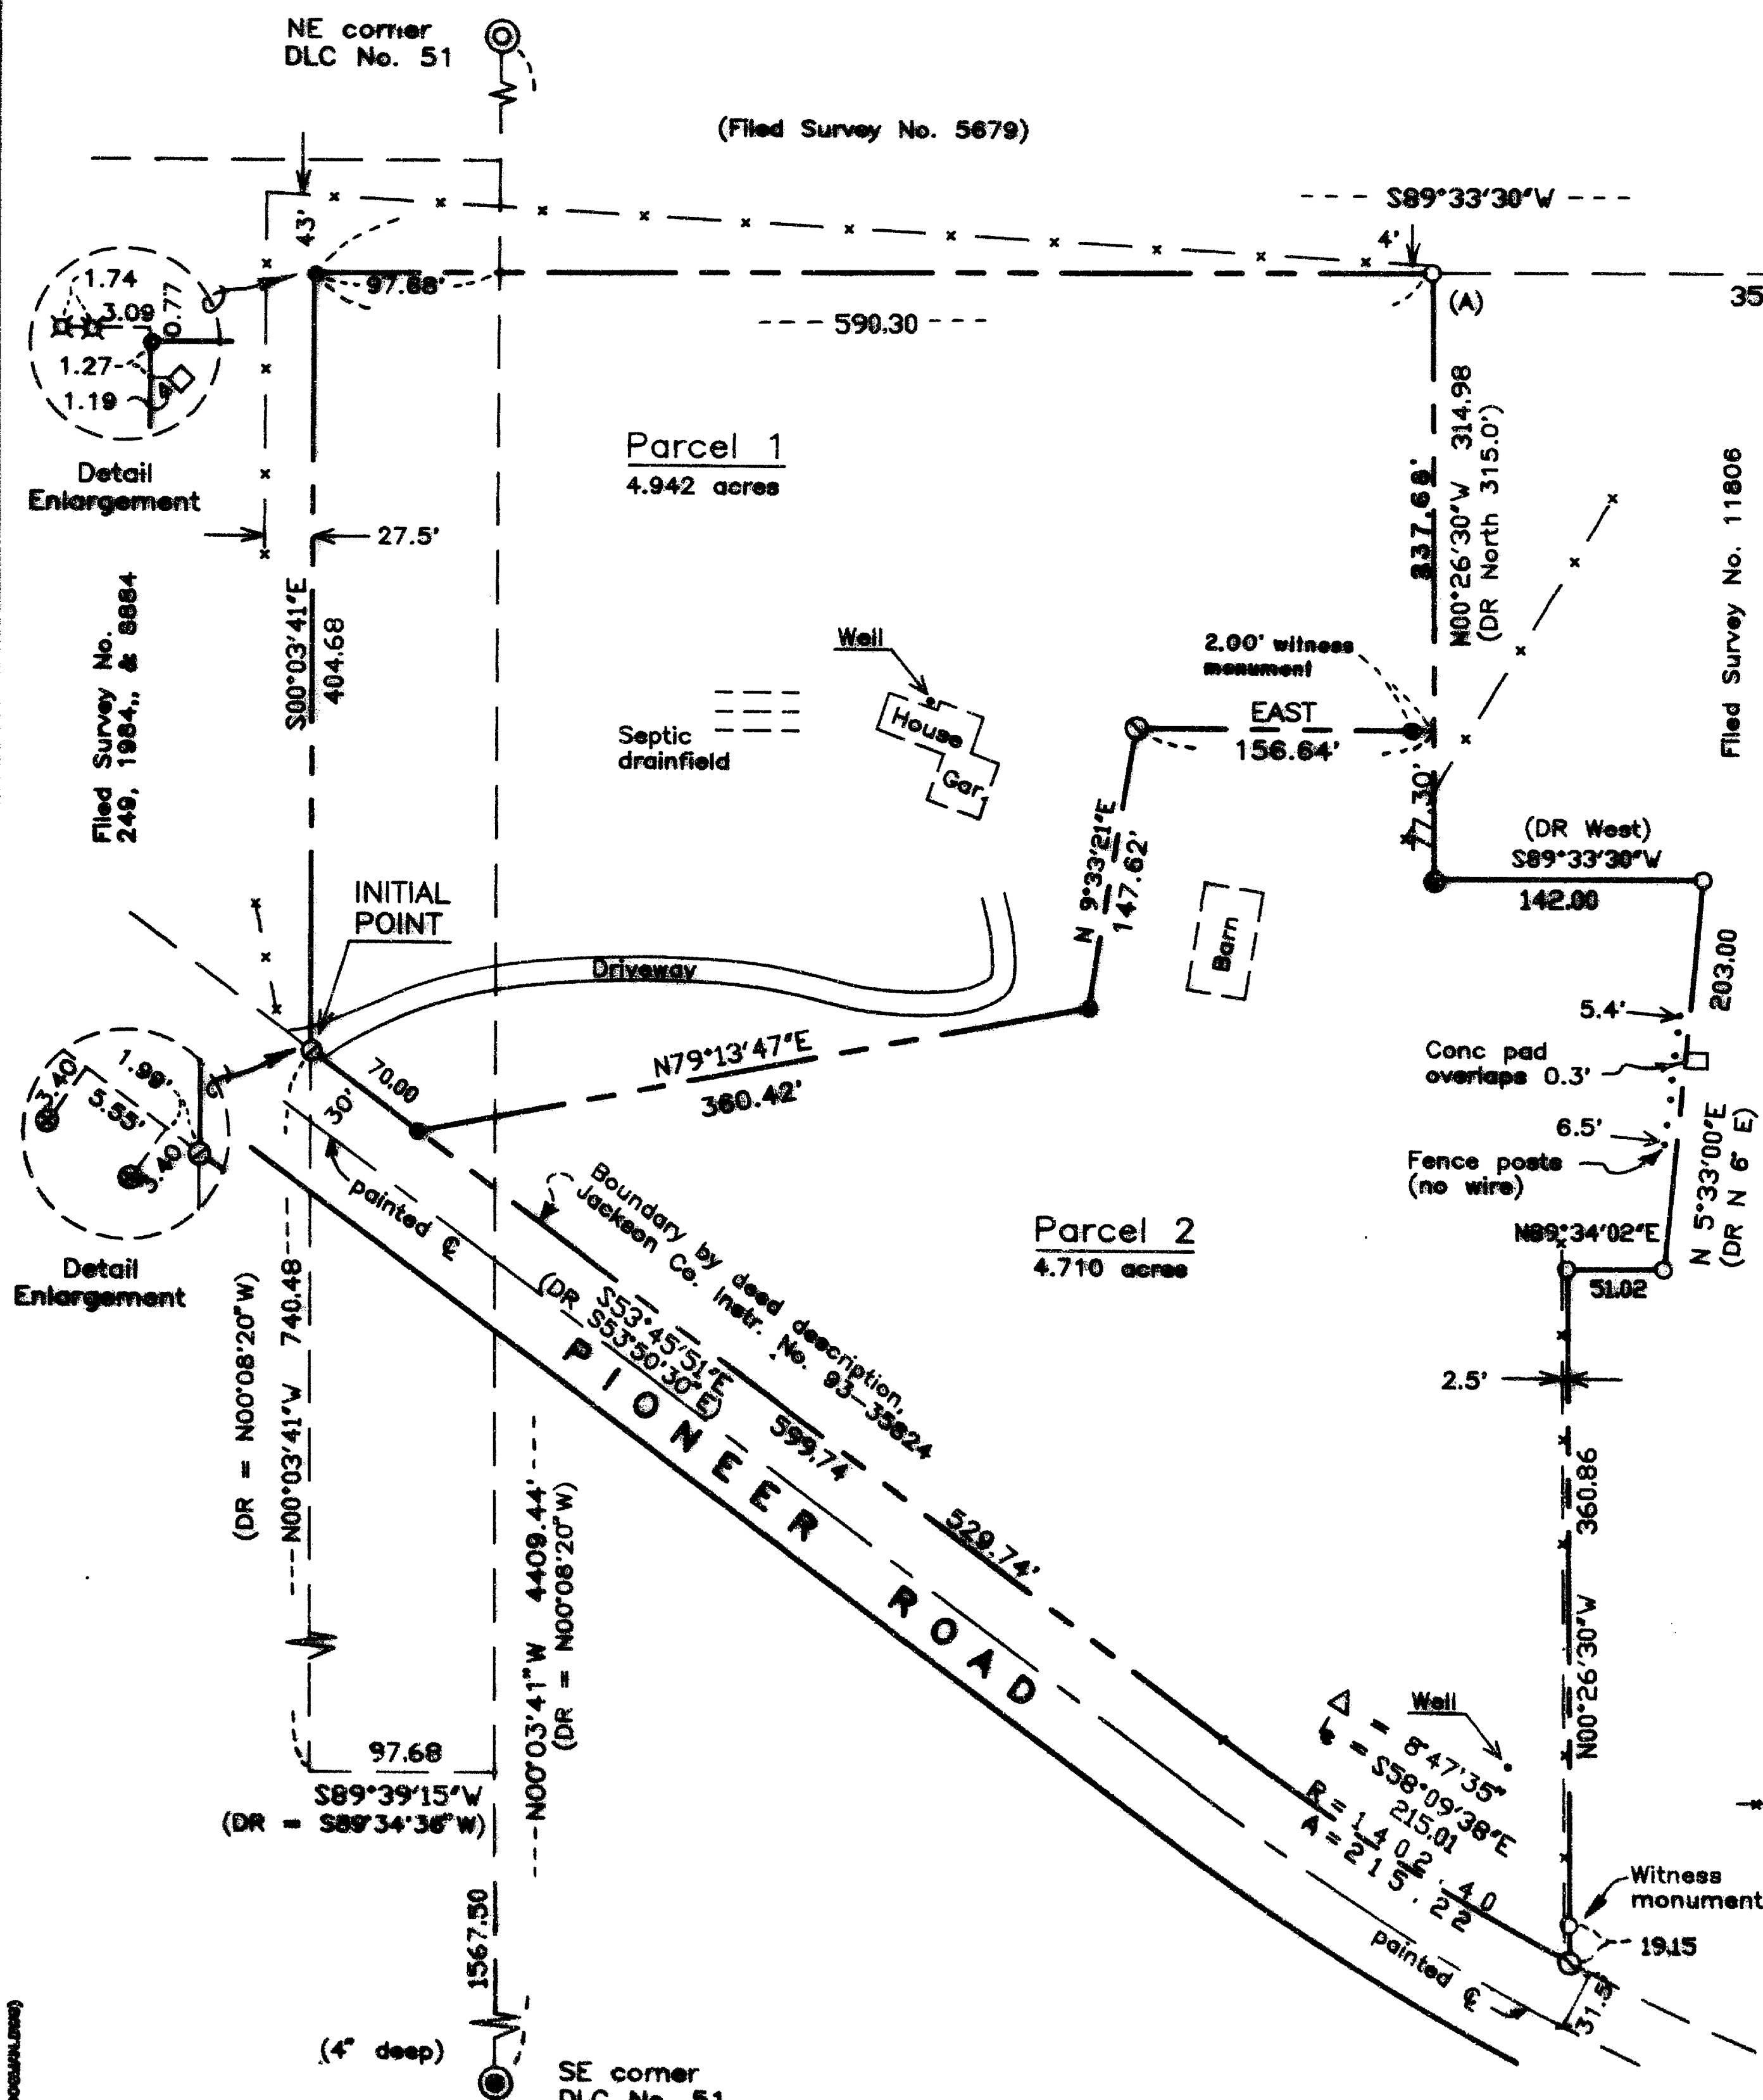 NE corner
DLC No. 51
(Filed Survey No. 5679)
S89°33'30"W
43'
4'
97.68'
590.30
(A)
35
1.74
3.09
0.77
1.27
1.19
Detail
Enlargement
Parcel 1
4.942 acres
27.5'
S00°03'41"E
404.68
Filed Survey No.
249, 1984,, & 8884
237.68'
N00°26'30"W 314.98
(DR North 315.0')
Filed Survey No. 11806
Well
House
Gar.
Septic
drainfield
2.00' witness
monument
EAST
156.64'
77.30'
N 9°33'21"E
147.62'
(DR West)
S89°33'30"W
142.00
INITIAL
POINT
Driveway
Barn
203.00
5.4'
Conc pad
overlaps 0.3'
6.5'
Fence posts
(no wire)
N 5°33'00"E
(DR N 6° E)
N79°13'47"E
360.42'
70.00
30'
3.40
1.99'
5.55'
3.40
Detail
Enlargement
painted ℄
Boundary by deed description,
Jackson Co. Instr. No. 93-35824
S53°45'51"E
(DR S53°50'30"E)
599.74
529.74'
Parcel 2
4.710 acres
N89°34'02"E
51.02
2.5'
PIONEER ROAD
(DR = N00°08'20"W)
N00°03'41"W 740.48
N00°03'41"W 4409.44'
(DR = N00°08'20"W)
360.86
N00°26'30"W
97.68
S89°39'15"W
(DR = S89°34'36"W)
Well
Δ = 8°47'35"
= S58°09'38"E
215.01
R = 1402.40
A = 215.22
Witness
monument
19.15
31.5'
painted ℄
1567.50
(4" deep)
SE corner
DLC No. 51